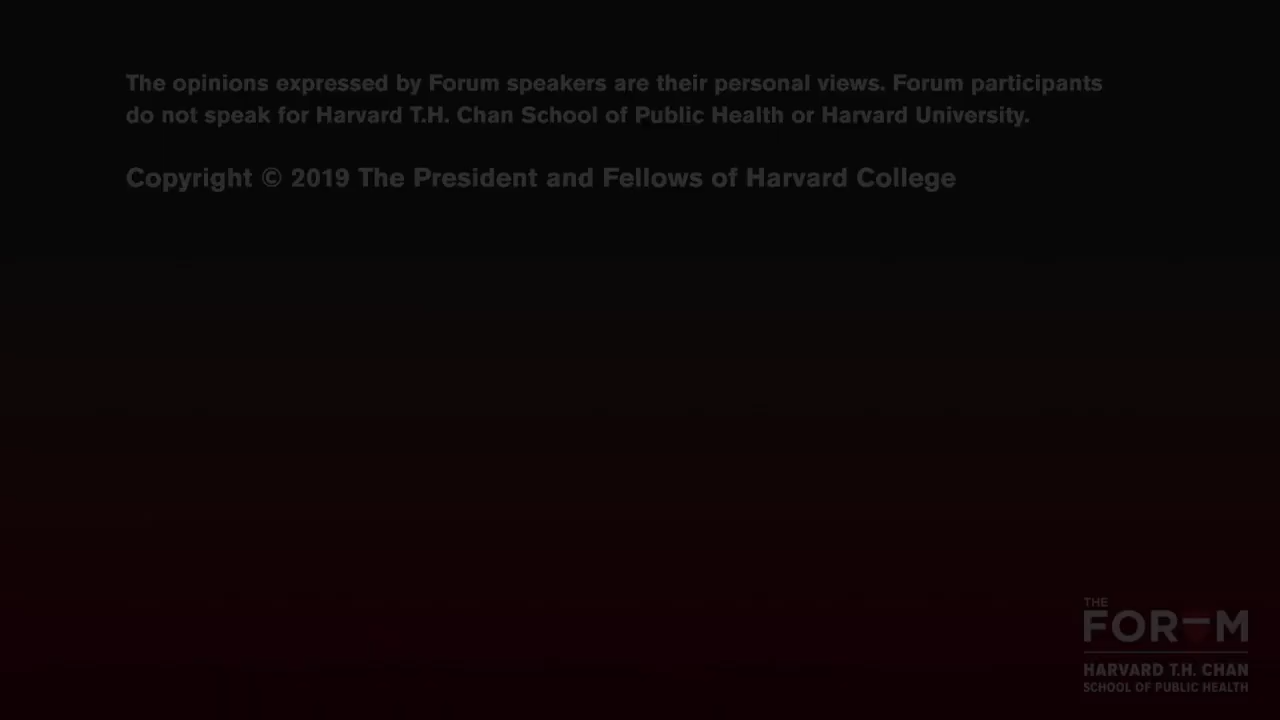 The opinions expressed by Forum speakers are their personal views. Forum participants
do not speak for Harvard T.H. Chan School of Public Health or Harvard University.
Copyright © 2019 The President and Fellows of Harvard College
THE
FORUM
HARVARD T.H. CHAN
SCHOOL OF PUBLIC HEALTH